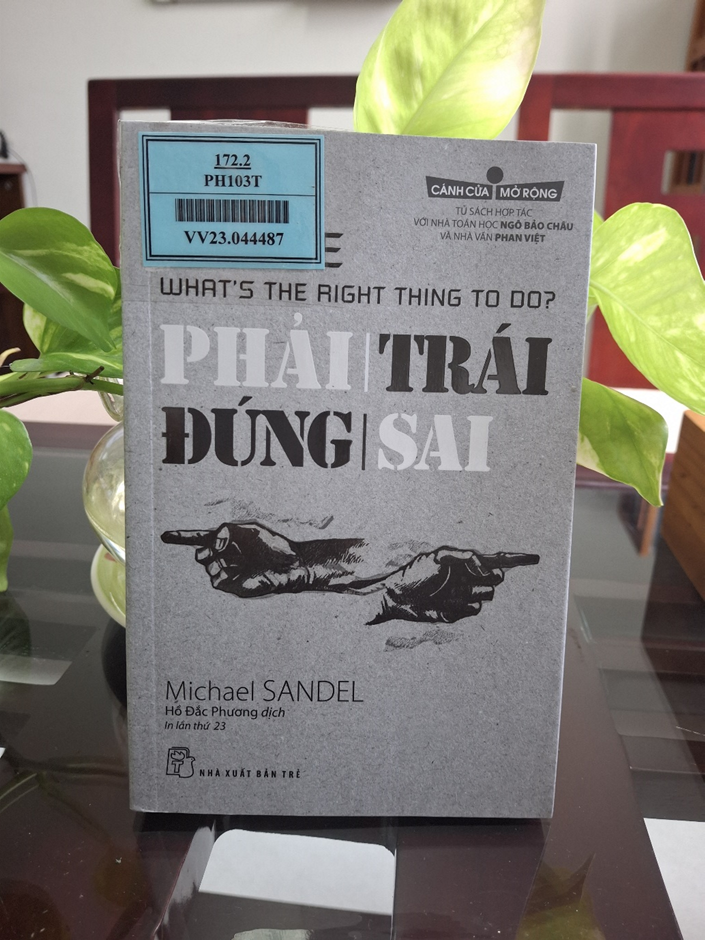 172.2
PH103T
VV23.044487
CÁNH CỬA MỞ RỘNG
TỦ SÁCH HỢP TÁC
VỚI NHÀ TOÁN HỌC NGÔ BẢO CHÂU
VÀ NHÀ VĂN PHAN VIỆT
WHAT'S THE RIGHT THING TO DO?
PHẢI TRÁI
ĐÚNG SAI
Michael SANDEL
Hồ Đắc Phương dịch
In lần thứ 23
NHÀ XUẤT BẢN TRẺ